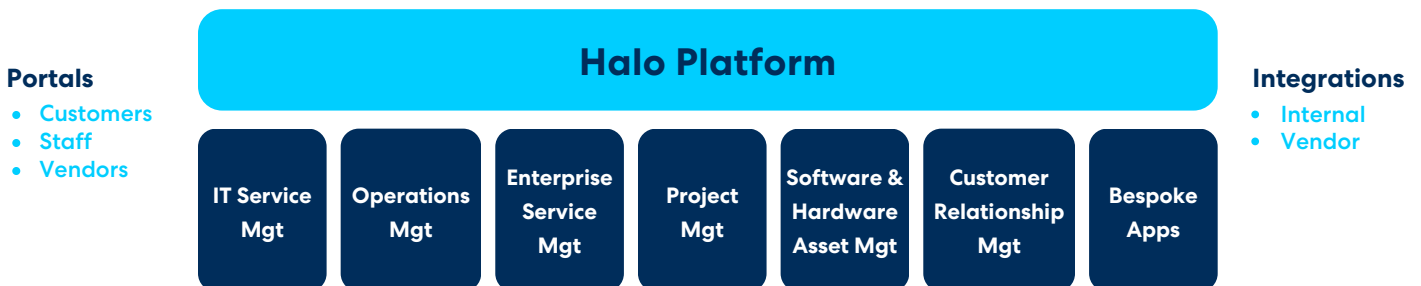 Halo Platform
Portals
Customers
Staff
Vendors
Integrations
Internal
Vendor
IT Service
Mgt
Operations
Mgt
Enterprise
Service
Mgt
Project
Mgt
Software &
Hardware
Asset Mgt
Customer
Relationship
Mgt
Bespoke
Apps